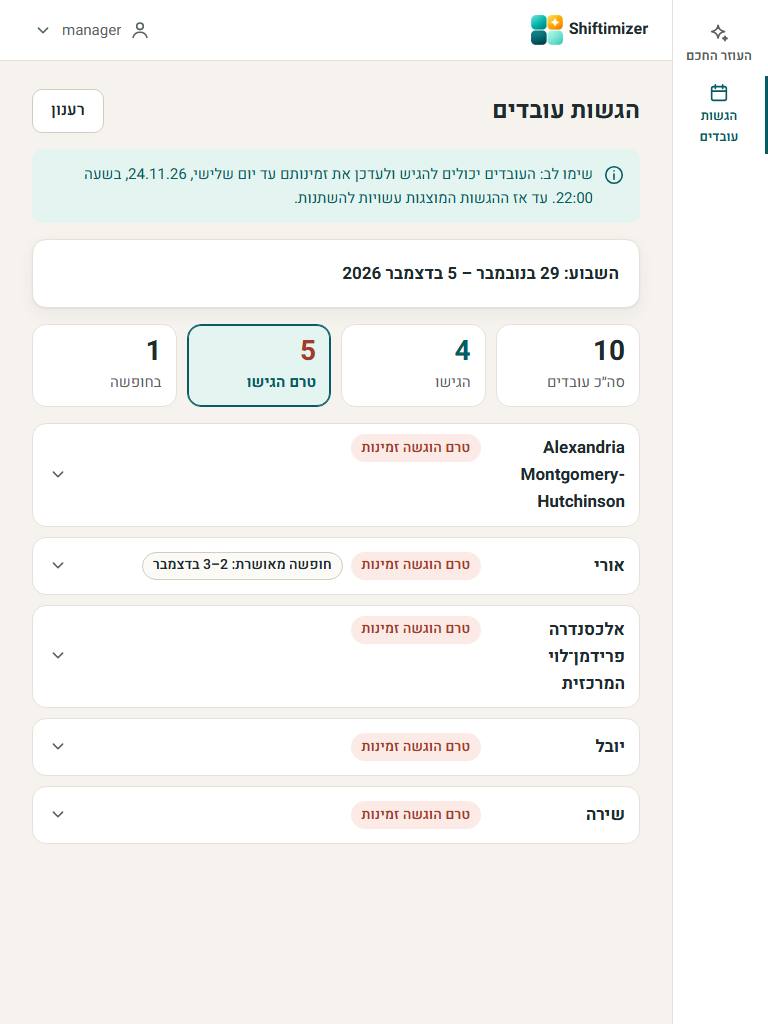 Shiftimizer
manager
העוזר החכם
הגשות
עובדים
הגשות עובדים
רענון
שימו לב: העובדים יכולים להגיש ולעדכן את זמינותם עד יום שלישי, 24.11.26, בשעה
22:00. עד אז ההגשות המוצגות עשויות להשתנות.
השבוע: 29 בנובמבר – 5 בדצמבר 2026
10
סה"כ עובדים
4
הגישו
5
טרם הגישו
1
בחופשה
Alexandria
Montgomery-
Hutchinson
טרם הוגשה זמינות
אורי
טרם הוגשה זמינות
חופשה מאושרת: 2–3 בדצמבר
אלכסנדרה
פרידמן־לוי
המרכזית
טרם הוגשה זמינות
יובל
טרם הוגשה זמינות
שירה
טרם הוגשה זמינות